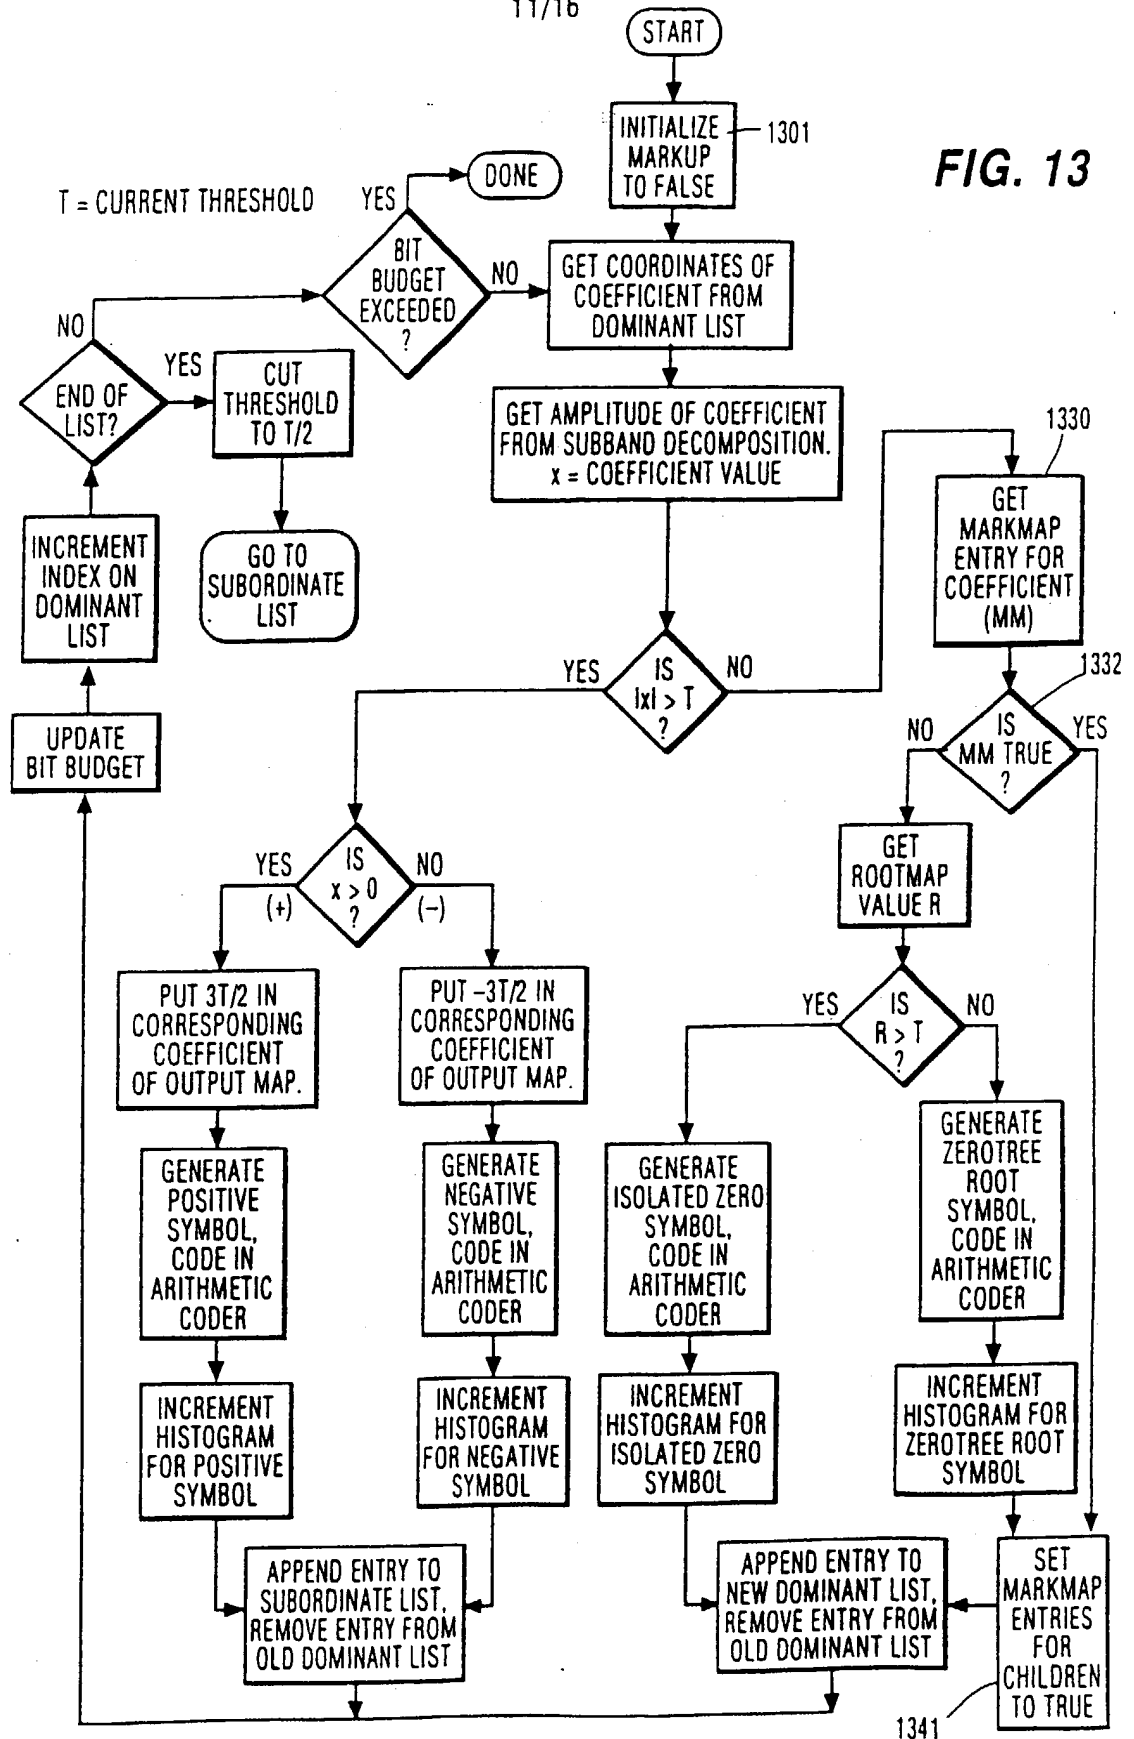 11/16
START
INITIALIZE
MARKUP
TO FALSE
1301
FIG. 13
DONE
YES
T = CURRENT THRESHOLD
BIT
BUDGET
EXCEEDED
?
NO
GET COORDINATES OF
COEFFICIENT FROM
DOMINANT LIST
NO
END OF
LIST?
YES
CUT
THRESHOLD
TO T/2
GET AMPLITUDE OF COEFFICIENT
FROM SUBBAND DECOMPOSITION.
x = COEFFICIENT VALUE
1330
GET
MARKMAP
ENTRY FOR
COEFFICIENT
(MM)
INCREMENT
INDEX ON
DOMINANT
LIST
GO TO
SUBORDINATE
LIST
YES
IS
|x| > T
?
NO
1332
UPDATE
BIT BUDGET
NO
IS
MM TRUE
?
YES
GET
ROOTMAP
VALUE R
YES
(+)
IS
x > 0
?
NO
(–)
YES
IS
R > T
?
NO
PUT 3T/2 IN
CORRESPONDING
COEFFICIENT
OF OUTPUT MAP.
PUT –3T/2 IN
CORRESPONDING
COEFFICIENT
OF OUTPUT MAP.
GENERATE
POSITIVE
SYMBOL,
CODE IN
ARITHMETIC
CODER
GENERATE
NEGATIVE
SYMBOL,
CODE IN
ARITHMETIC
CODER
GENERATE
ISOLATED ZERO
SYMBOL,
CODE IN
ARITHMETIC
CODER
GENERATE
ZEROTREE
ROOT
SYMBOL,
CODE IN
ARITHMETIC
CODER
INCREMENT
HISTOGRAM
FOR POSITIVE
SYMBOL
INCREMENT
HISTOGRAM
FOR NEGATIVE
SYMBOL
INCREMENT
HISTOGRAM FOR
ISOLATED ZERO
SYMBOL
INCREMENT
HISTOGRAM FOR
ZEROTREE ROOT
SYMBOL
APPEND ENTRY TO
SUBORDINATE LIST,
REMOVE ENTRY FROM
OLD DOMINANT LIST
APPEND ENTRY TO
NEW DOMINANT LIST,
REMOVE ENTRY FROM
OLD DOMINANT LIST
SET
MARKMAP
ENTRIES
FOR
CHILDREN
TO TRUE
1341